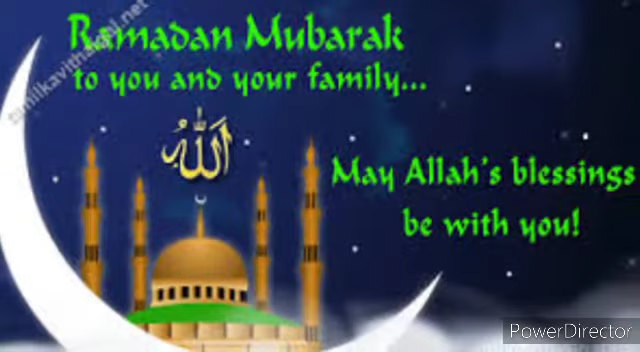 Ramadan Mubarak
to you and your family...
الله
May Allah's blessings
be with you!
PowerDirector